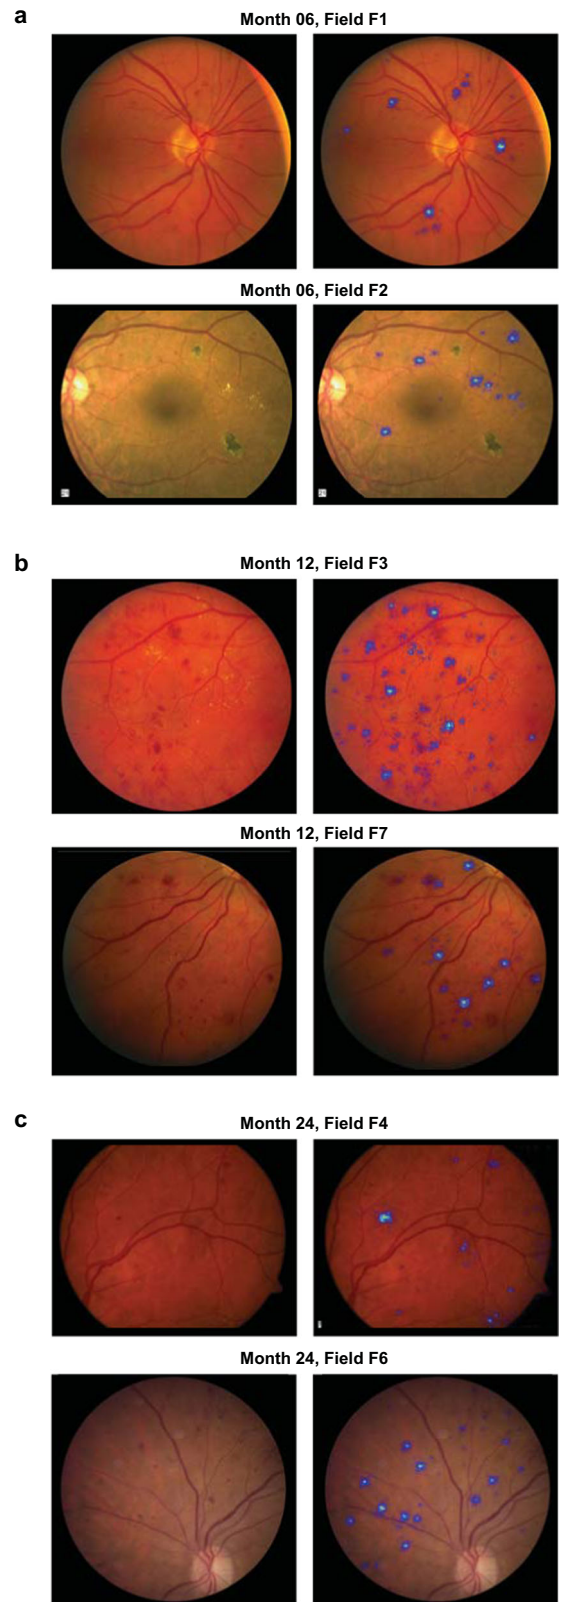 a
Month 06, Field F1
Month 06, Field F2
b
Month 12, Field F3
Month 12, Field F7
c
Month 24, Field F4
Month 24, Field F6